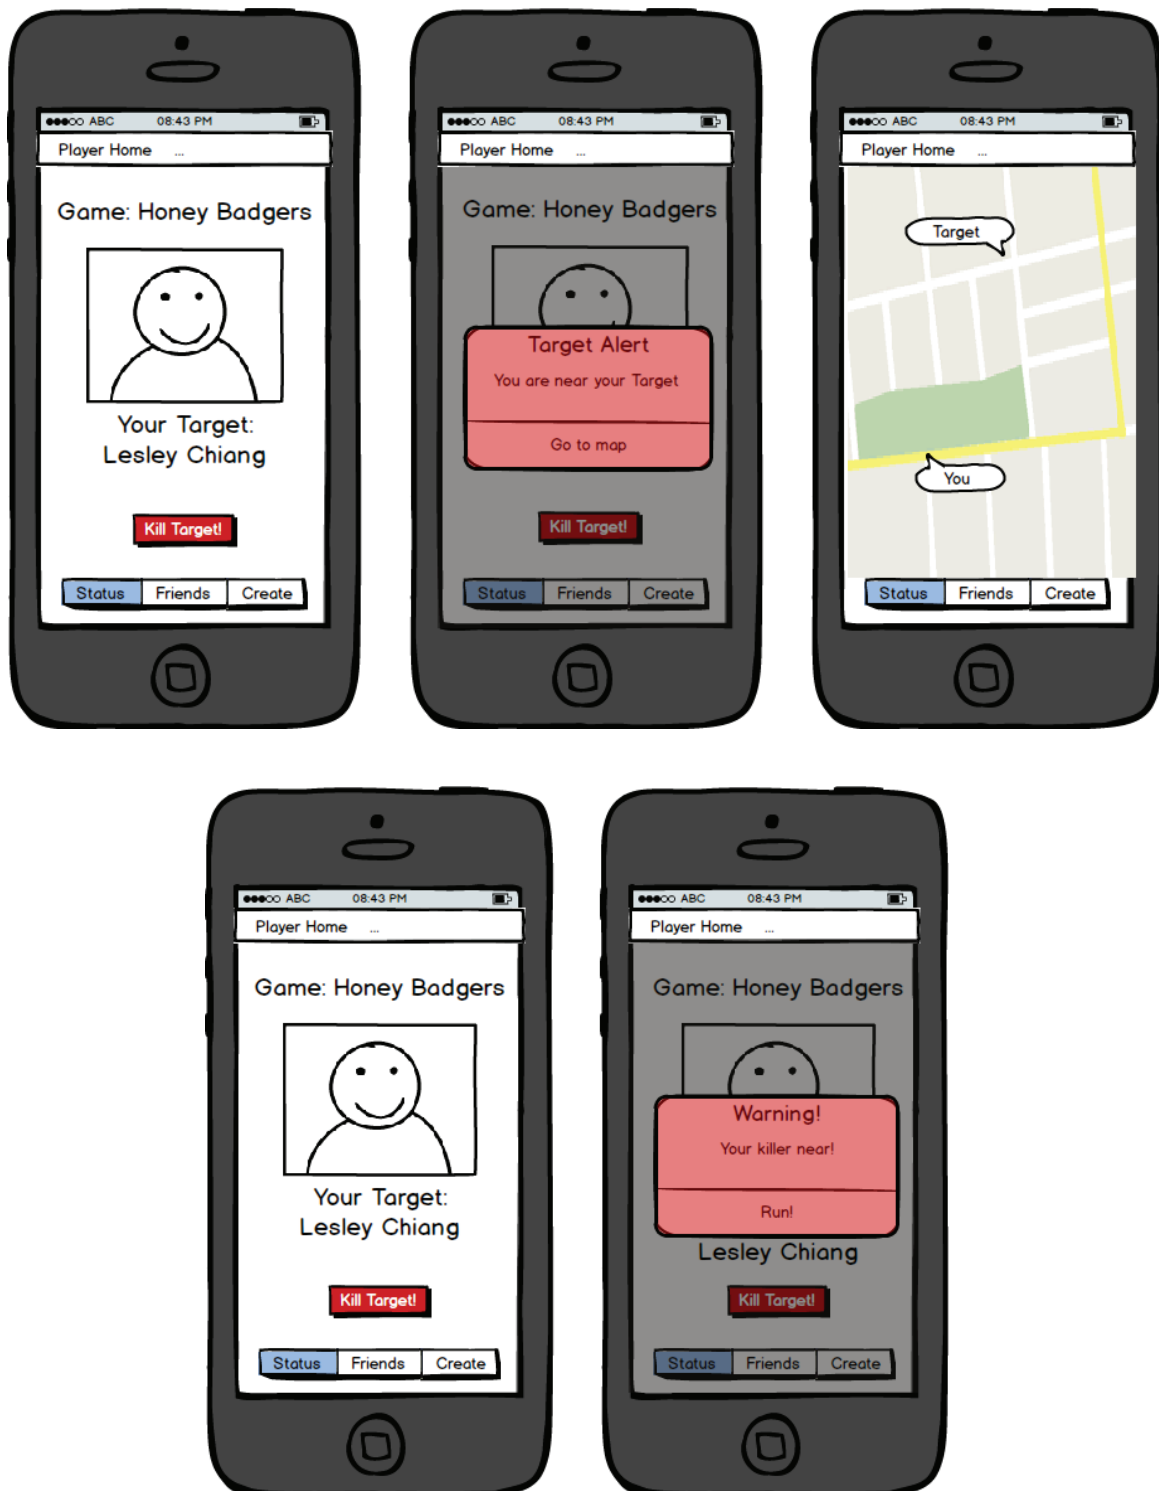 ABC 08:43 PM
Player Home ...
Game: Honey Badgers
Your Target:
Lesley Chiang
Kill Target!
Status Friends Create
ABC 08:43 PM
Player Home ...
Game: Honey Badgers
Target Alert
You are near your Target
Go to map
Kill Target!
Status Friends Create
ABC 08:43 PM
Player Home ...
Target
You
Status Friends Create
ABC 08:43 PM
Player Home ...
Game: Honey Badgers
Your Target:
Lesley Chiang
Kill Target!
Status Friends Create
ABC 08:43 PM
Player Home ...
Game: Honey Badgers
Warning!
Your killer near!
Run!
Lesley Chiang
Kill Target!
Status Friends Create